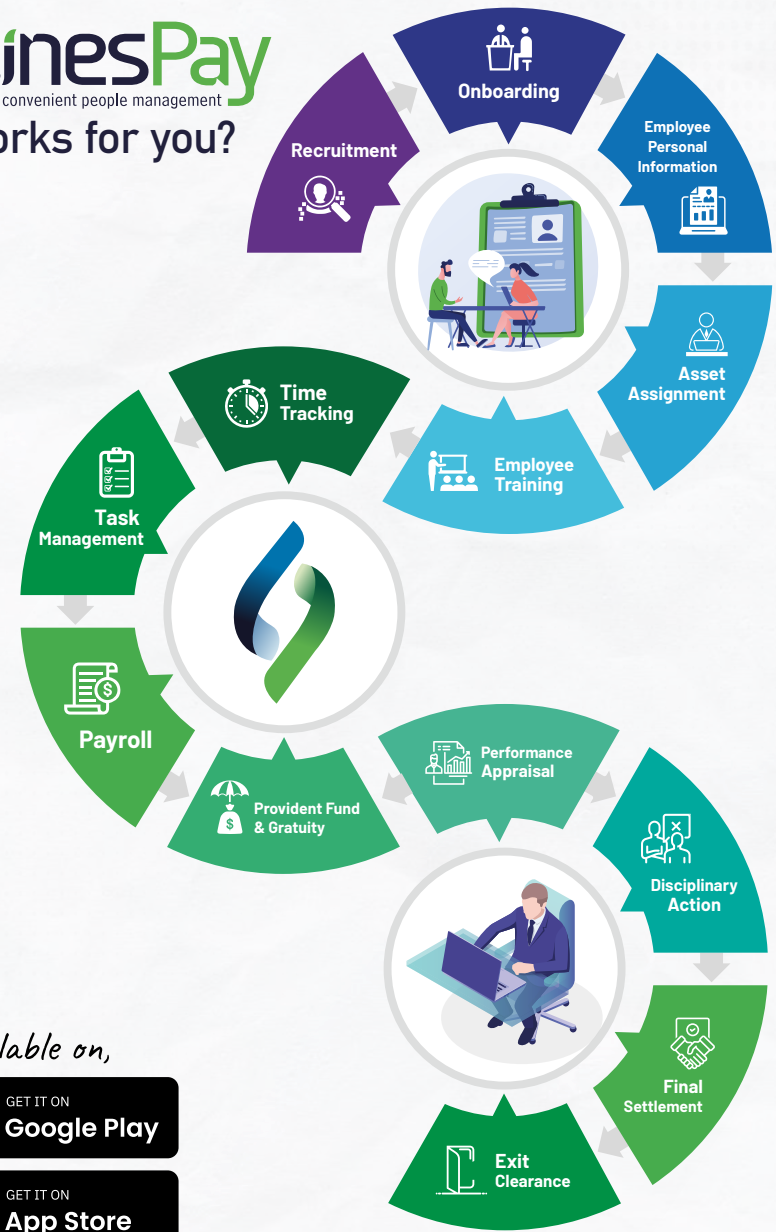 inesPay
convenient people management
orks for you?
Recruitment
Onboarding
Employee
Personal
Information
Asset
Assignment
Employee
Training
Time
Tracking
Task
Management
Payroll
$
Provident Fund
& Gratuity
$
Performance
Appraisal
Disciplinary
Action
Final
Settlement
Exit
Clearance
lable on,
GET IT ON
Google Play
GET IT ON
App Store